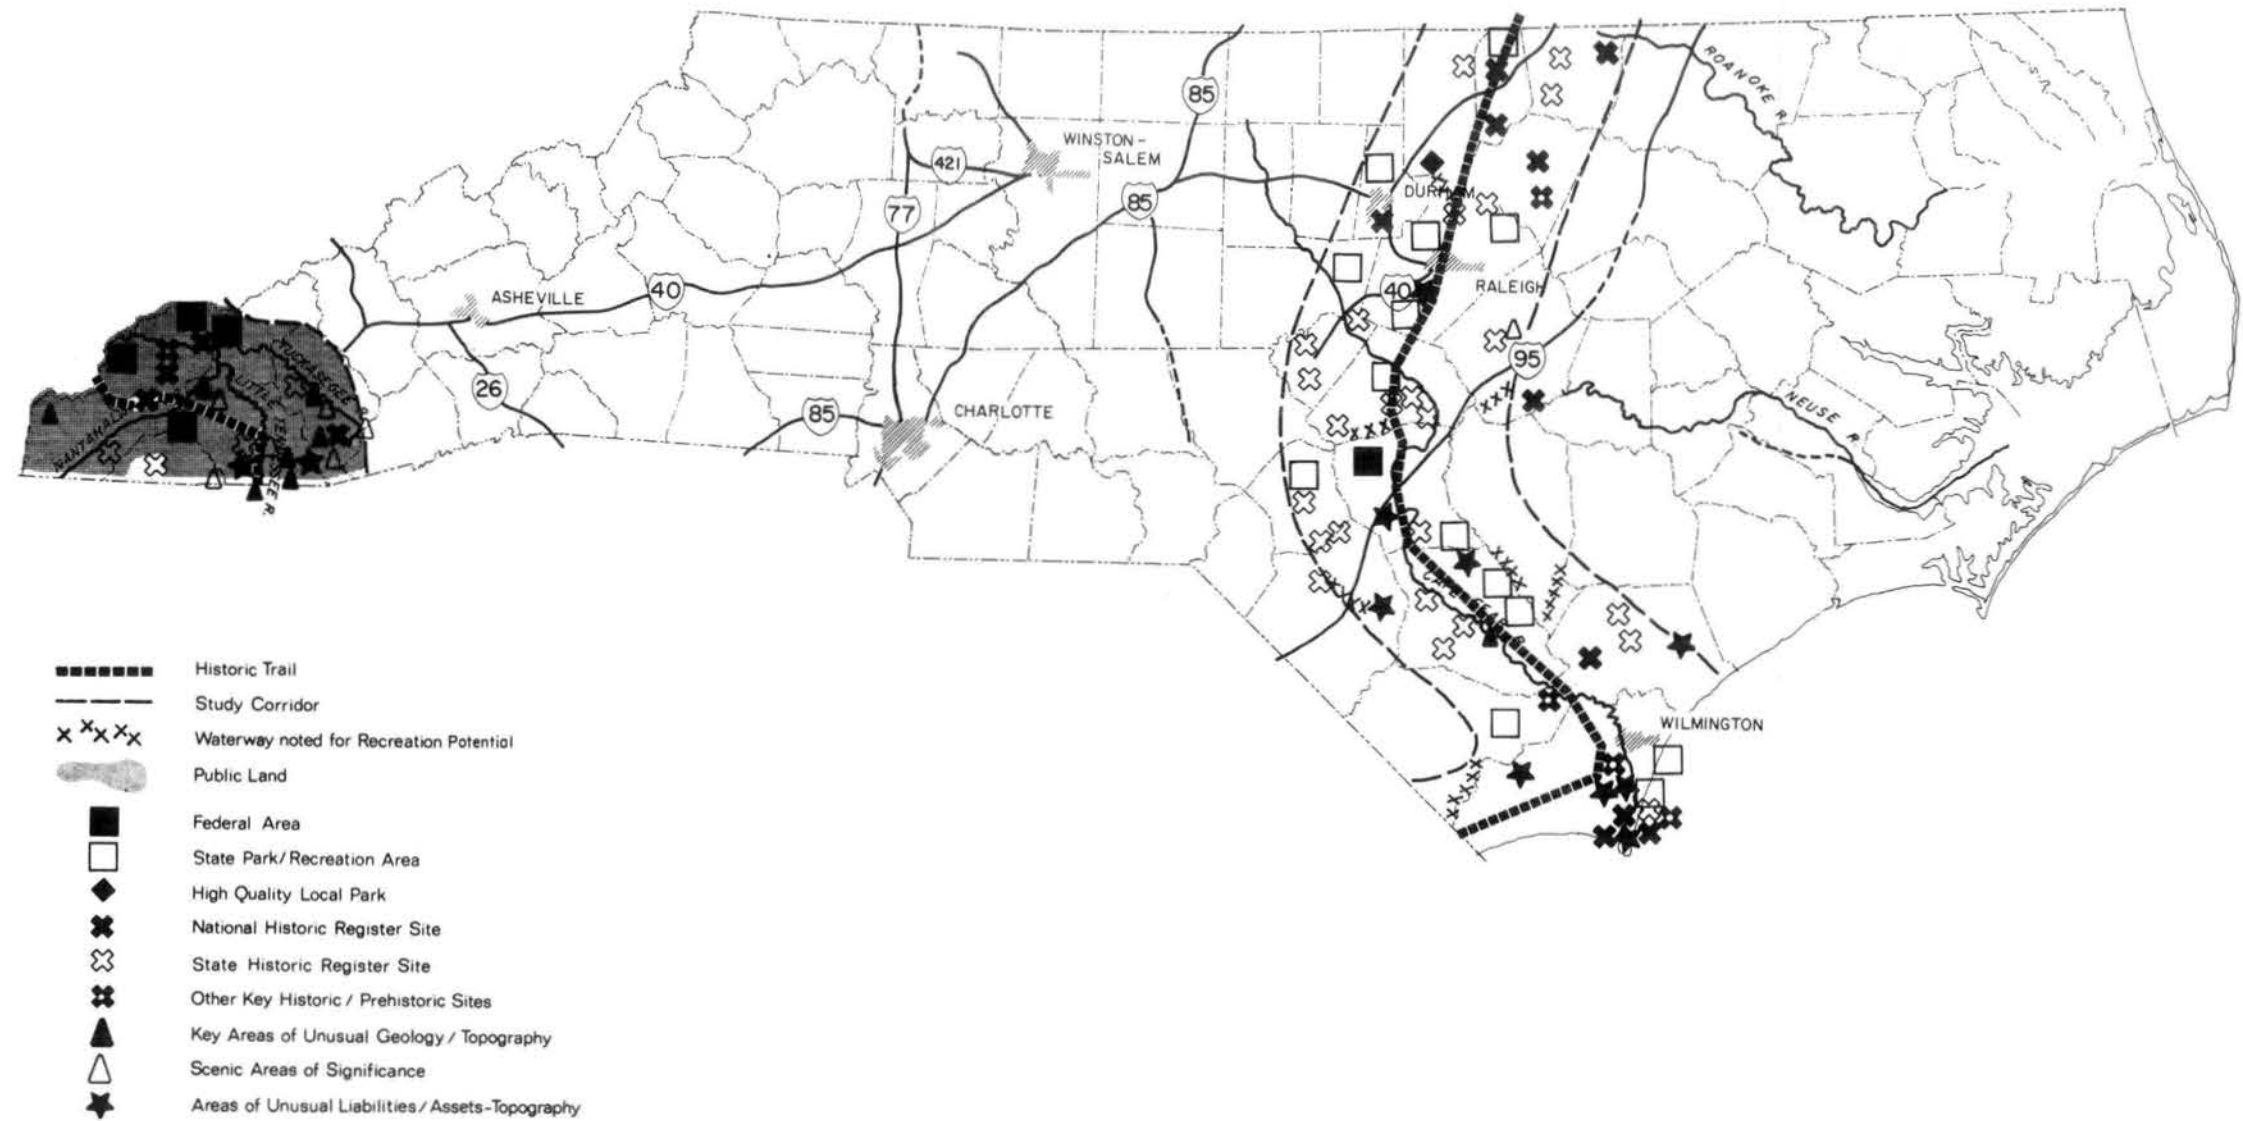 ROANOKE R.
85
WINSTON-
SALEM
421
85
77
DURHAM
40
ASHEVILLE
40
RALEIGH
TUCKASEGEE
LITTLE
TENNESSEE R.
NANTAHALA
26
85
CHARLOTTE
95
NEUSE R.
CAPE FEAR R.
WILMINGTON
Historic Trail
Study Corridor
Waterway noted for Recreation Potential
Public Land
Federal Area
State Park/Recreation Area
High Quality Local Park
National Historic Register Site
State Historic Register Site
Other Key Historic / Prehistoric Sites
Key Areas of Unusual Geology / Topography
Scenic Areas of Significance
Areas of Unusual Liabilities/Assets-Topography